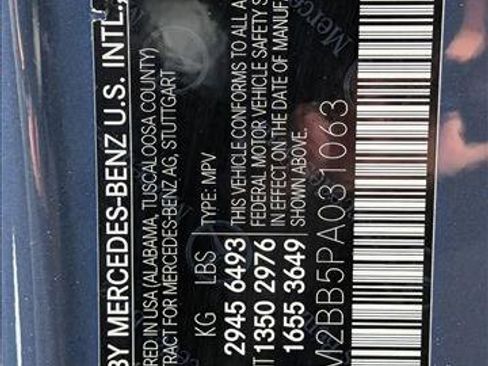 BY MERCEDES-BENZ U.S. INTL.,
RED IN USA (ALABAMA, TUSCALOOSA COUNTY)
TRACT FOR MERCEDES-BENZ AG, STUTTGART
KG LBS TYPE: MPV
2945 6493 THIS VEHICLE CONFORMS TO ALL A
NT 1350 2976 FEDERAL MOTOR VEHICLE SAFETY S
1655 3649 IN EFFECT ON THE DATE OF MANUF
SHOWN ABOVE.
M2BB5PA031063